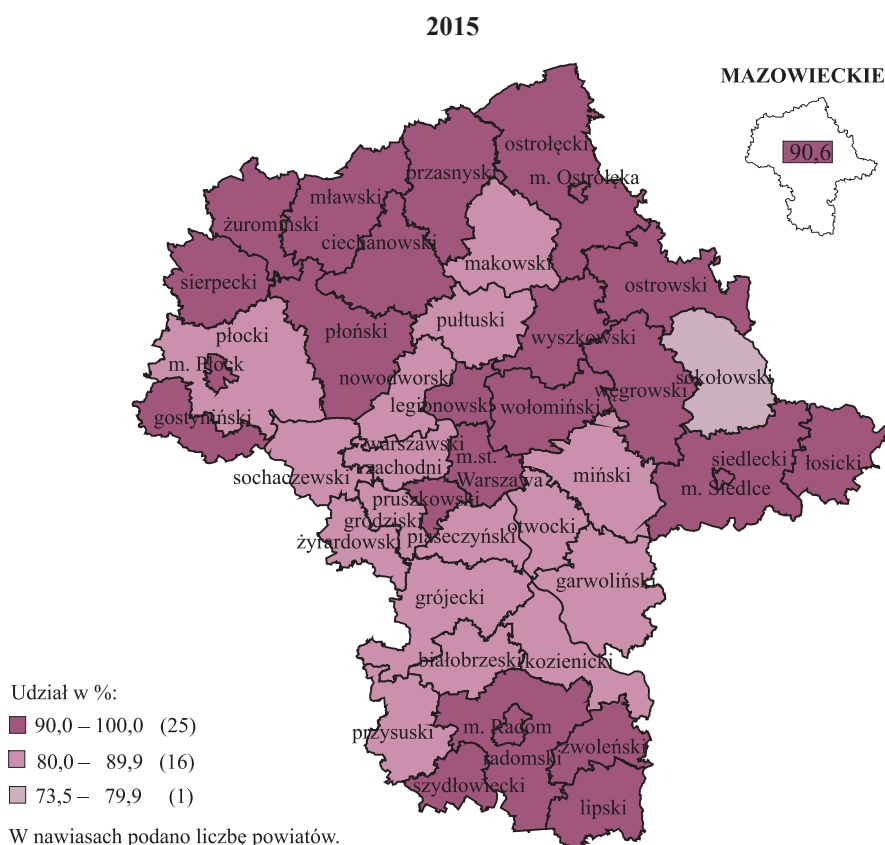 2015
MAZOWIECKIE
90,6
ostrołęcki
przasnyski
m. Ostrołęka
mławski
żuromiński
ciechanowski
makowski
sierpecki
ostrowski
płocki
płoński
pułtuski
wyszkowski
m. Płock
nowodworski
sokołowski
węgrowski
legionowski
wołomiński
gostyniński
warszawski
zachodni
m.st.
Warszawa
siedlecki
łosicki
sochaczewski
miński
m. Siedlce
pruszkowski
grodziski
otwocki
żyrardowski
piaseczyński
garwoliński
grójecki
białobrzeski
kozienicki
przysuski
m. Radom
zwoleński
radomski
szydłowiecki
lipski
Udział w %:
90,0 – 100,0 (25)
80,0 – 89,9 (16)
73,5 – 79,9 (1)
W nawiasach podano liczbę powiatów.